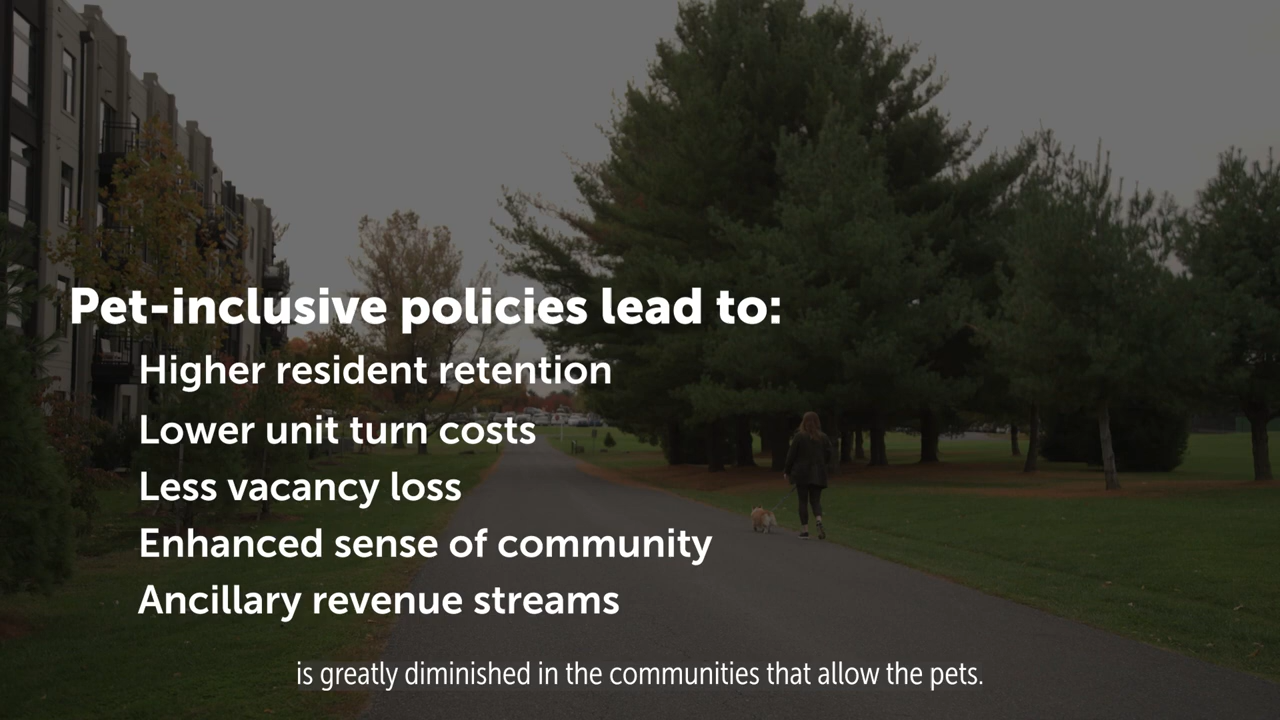 Pet-inclusive policies lead to:
Higher resident retention
Lower unit turn costs
Less vacancy loss
Enhanced sense of community
Ancillary revenue streams
is greatly diminished in the communities that allow the pets.